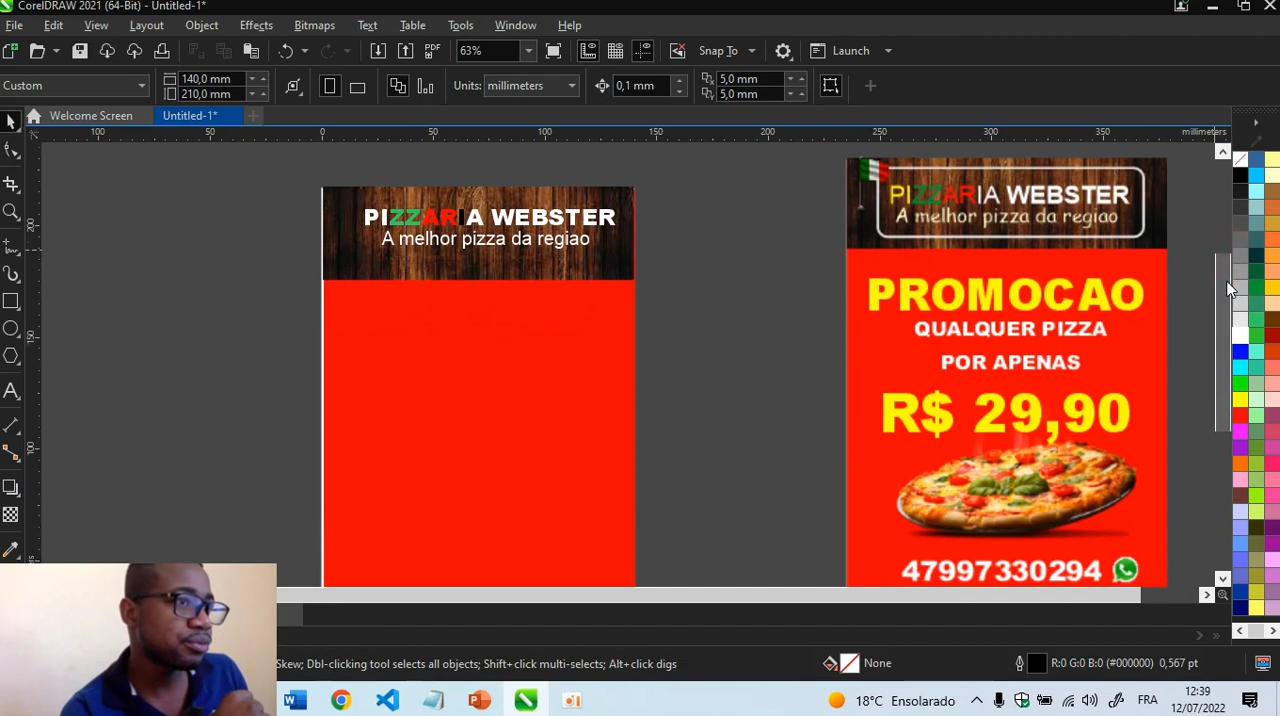 CorelDRAW 2021 (64-Bit) - Untitled-1*
File Edit View Layout Object Effects Bitmaps Text Table Tools Window Help
PDF 63% Snap To Launch
Custom 140,0 mm 210,0 mm Units: millimeters 0,1 mm 5,0 mm 5,0 mm
Welcome Screen Untitled-1*
100 50 0 50 100 150 200 250 300 350 millimeters
PIZZARIA WEBSTER
A melhor pizza da regiao
PIZZARIA WEBSTER
A melhor pizza da regiao
PROMOCAO
QUALQUER PIZZA
POR APENAS
R$ 29,90
47997330294
150
100
Skew; Dbl-clicking tool selects all objects; Shift+click multi-selects; Alt+click digs
None
R:0 G:0 B:0 (#000000) 0,567 pt
18°C Ensolarado
FRA
12:39
12/07/2022